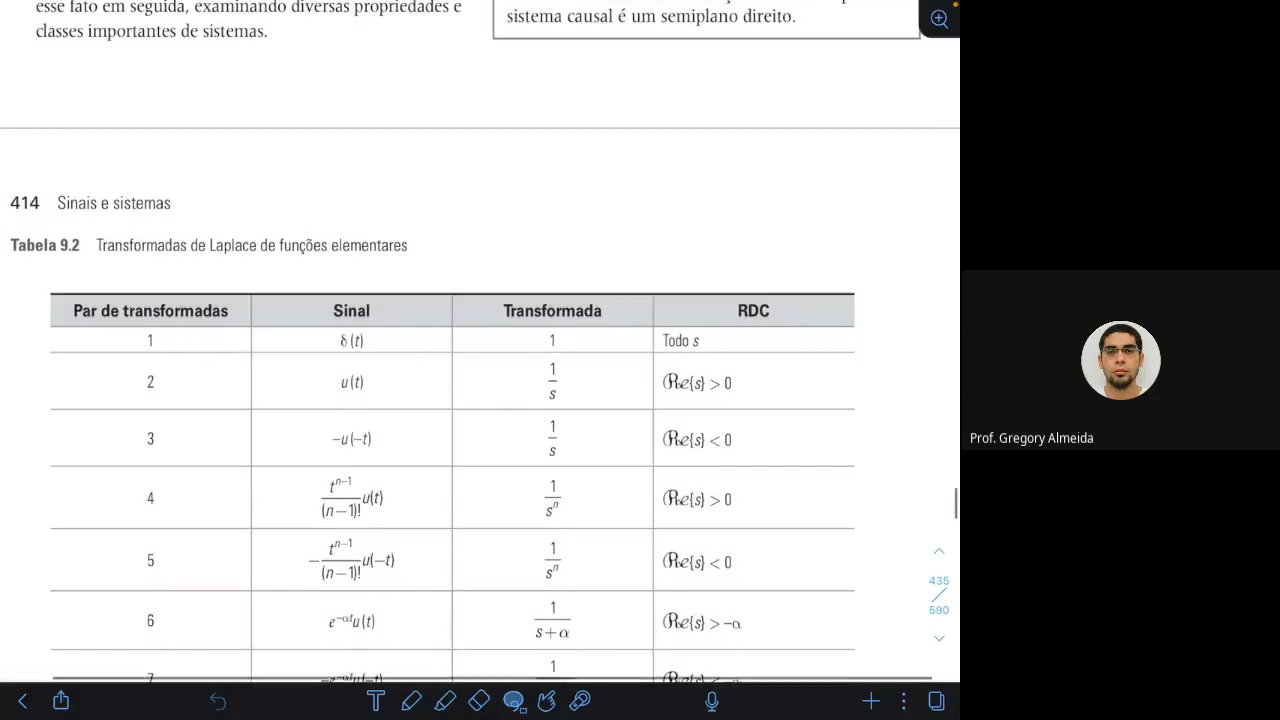 esse fato em seguida, examinando diversas propriedades e
classes importantes de sistemas.
sistema causal é um semiplano direito.
414 Sinais e sistemas
Tabela 9.2 Transformadas de Laplace de funções elementares
Par de transformadas Sinal Transformada RDC
1 δ(t) 1 Todo s
2 u(t) 1/s ℛe{s} > 0
3 −u(−t) 1/s ℛe{s} < 0
4 t^{n−1}/(n−1)! u(t) 1/s^n ℛe{s} > 0
5 −t^{n−1}/(n−1)! u(−t) 1/s^n ℛe{s} < 0
6 e^{−αt}u(t) 1/(s+α) ℛe{s} > −α
7 −e^{−αt}u(−t) 1 ℛe{s} < −α
435
590
Prof. Gregory Almeida